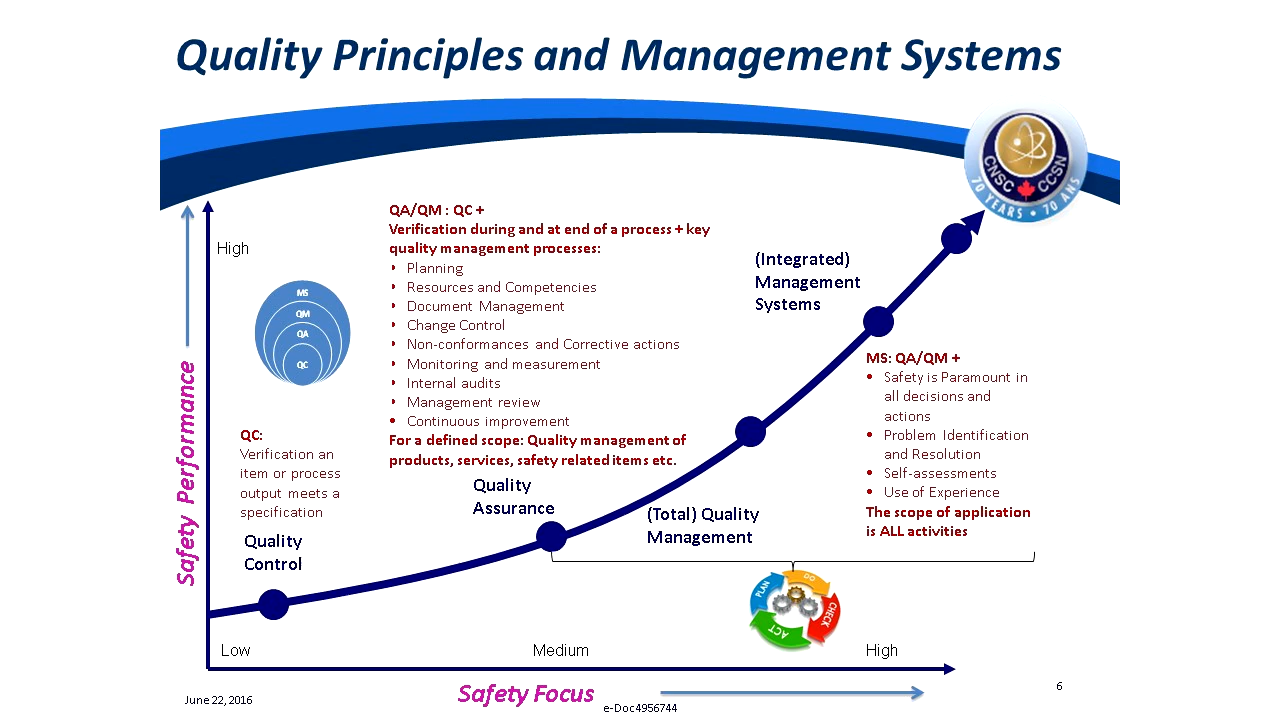 Quality Principles and Management Systems
CNSC CCSN
70 YEARS • 70 ANS
High
MS
QM
QA
QC
QC:
Verification an
item or process
output meets a
specification
Quality
Control
QA/QM : QC +
Verification during and at end of a process + key
quality management processes:
• Planning
• Resources and Competencies
• Document Management
• Change Control
• Non-conformances and Corrective actions
• Monitoring and measurement
• Internal audits
• Management review
• Continuous improvement
For a defined scope: Quality management of
products, services, safety related items etc.
Quality
Assurance
(Total) Quality
Management
(Integrated)
Management
Systems
MS: QA/QM +
• Safety is Paramount in
all decisions and
actions
• Problem Identification
and Resolution
• Self-assessments
• Use of Experience
The scope of application
is ALL activities
PLAN
DO
CHECK
ACT
Safety Performance
Low
Medium
High
Safety Focus
June 22, 2016
e-Doc4956744
6